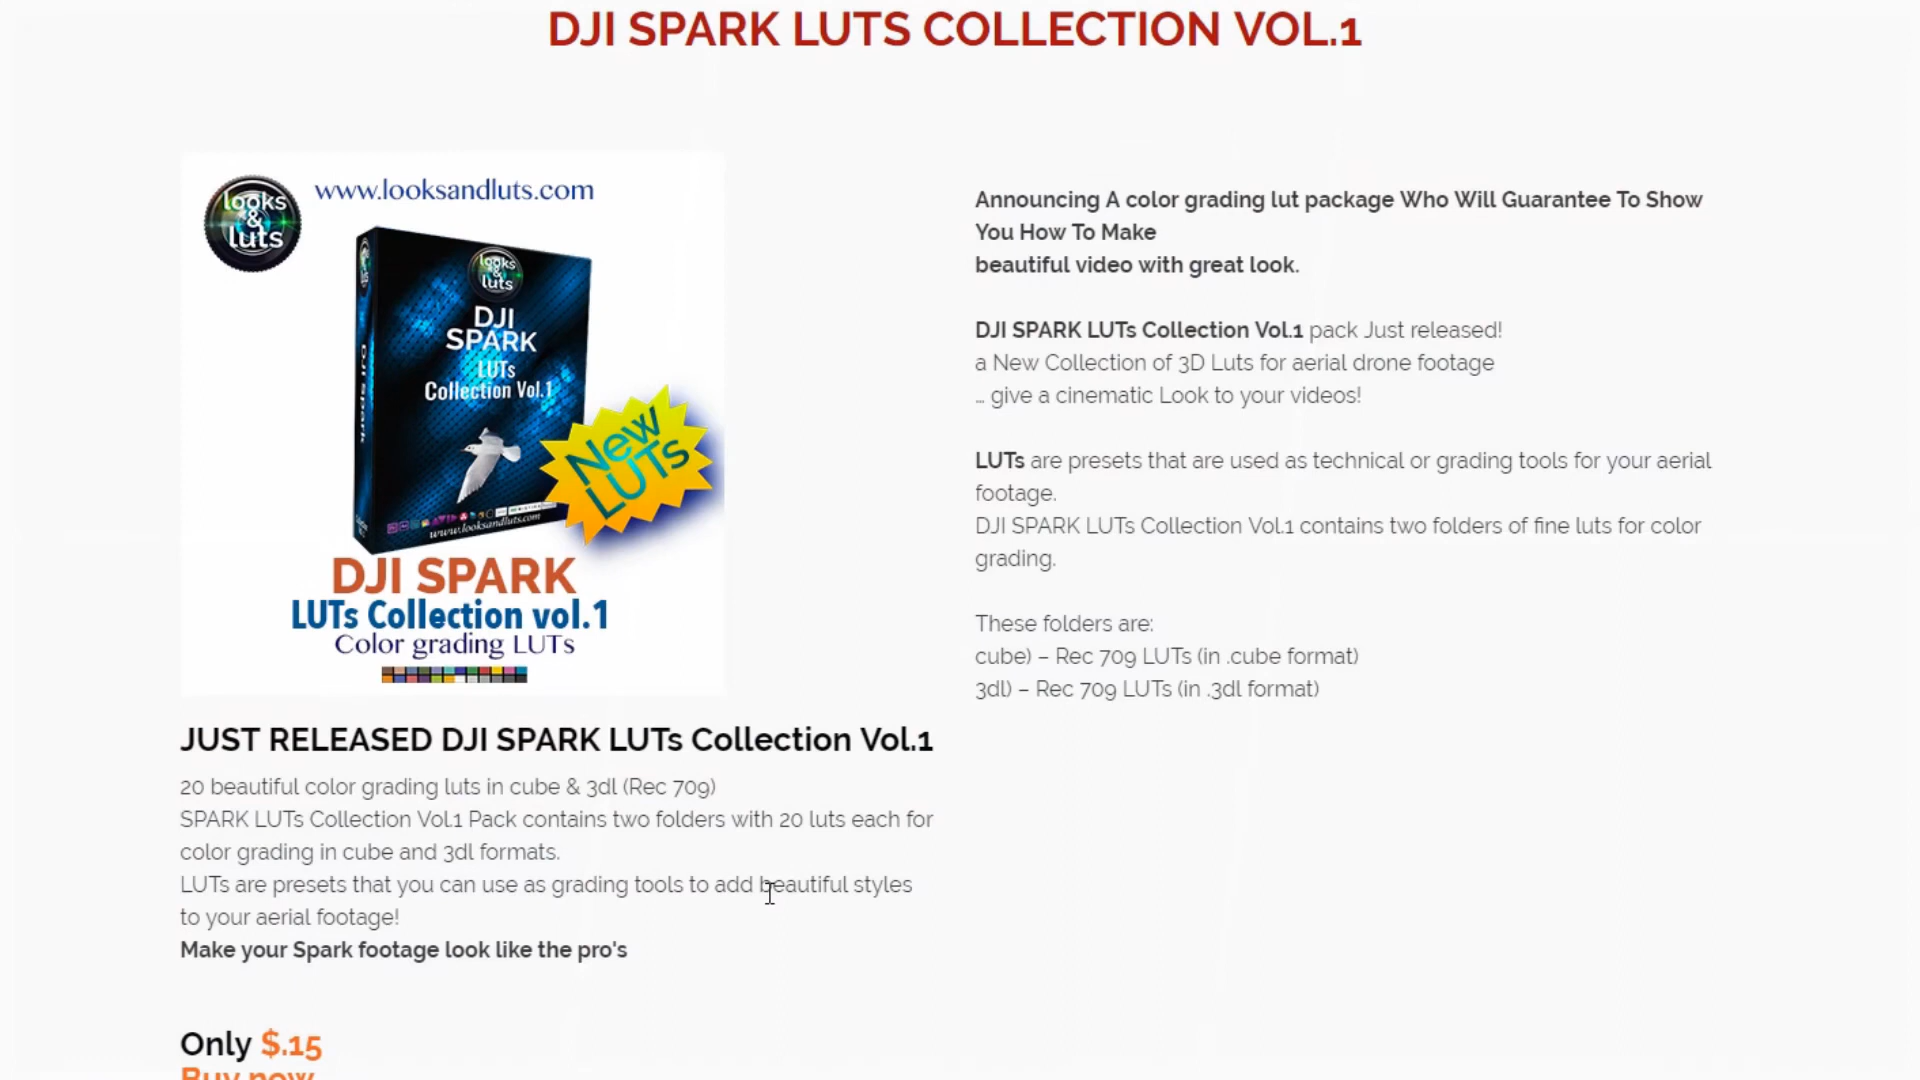 DJI SPARK LUTS COLLECTION VOL.1
looks
&
luts
www.looksandluts.com
looks
&
luts
DJI
SPARK
LUTs
Collection Vol.1
DJI Spark
www.looksandluts.com
New
LUTs
DJI SPARK
LUTs Collection vol.1
Color grading LUTs
JUST RELEASED DJI SPARK LUTs Collection Vol.1
20 beautiful color grading luts in cube & 3dl (Rec 709)
SPARK LUTs Collection Vol.1 Pack contains two folders with 20 luts each for
color grading in cube and 3dl formats.
LUTs are presets that you can use as grading tools to add beautiful styles
to your aerial footage!
Make your Spark footage look like the pro's
Only $.15
Buy now
Announcing A color grading lut package Who Will Guarantee To Show
You How To Make
beautiful video with great look.
DJI SPARK LUTs Collection Vol.1 pack Just released!
a New Collection of 3D Luts for aerial drone footage
… give a cinematic Look to your videos!
LUTs are presets that are used as technical or grading tools for your aerial
footage.
DJI SPARK LUTs Collection Vol.1 contains two folders of fine luts for color
grading.
These folders are:
cube) – Rec 709 LUTs (in .cube format)
3dl) – Rec 709 LUTs (in .3dl format)